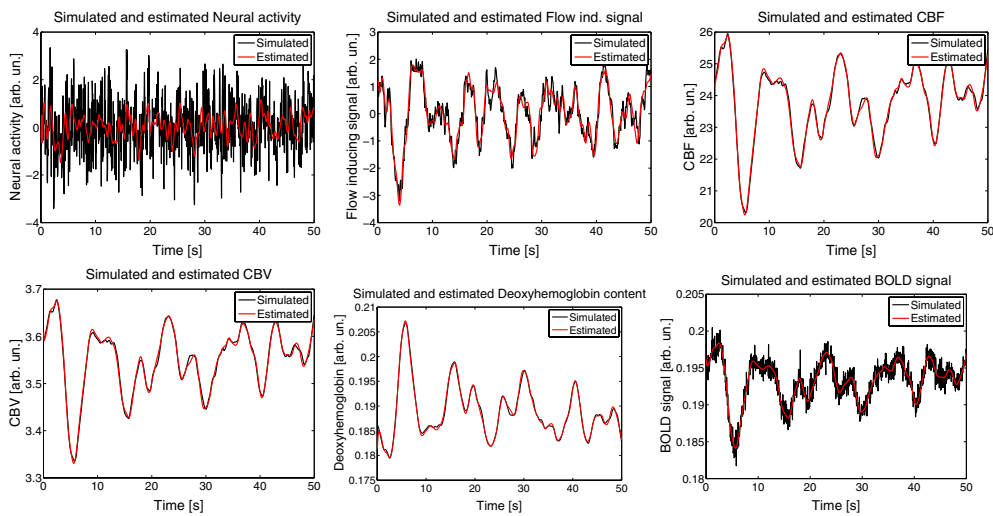 Simulated and estimated Neural activity
Neural activity [arb. un.]
4
2
0
−2
−4
0 10 20 30 40 50
Time [s]
Simulated
Estimated
Simulated and estimated Flow ind. signal
Flow inducing signal [arb. un.]
3
2
1
0
−1
−2
−3
−4
0 10 20 30 40 50
Time [s]
Simulated
Estimated
Simulated and estimated CBF
CBF [arb. un.]
26
25
24
23
22
21
20
0 10 20 30 40 50
Time [s]
Simulated
Estimated
Simulated and estimated CBV
CBV [arb. un.]
3.7
3.6
3.5
3.4
3.3
0 10 20 30 40 50
Time [s]
Simulated
Estimated
Simulated and estimated Deoxyhemoglobin content
Deoxyhemoglobin [arb. un.]
0.21
0.205
0.2
0.195
0.19
0.185
0.18
0.175
0 10 20 30 40 50
Time [s]
Simulated
Estimated
Simulated and estimated BOLD signal
BOLD signal [arb. un.]
0.205
0.2
0.195
0.19
0.185
0.18
0 10 20 30 40 50
Time [s]
Simulated
Estimated